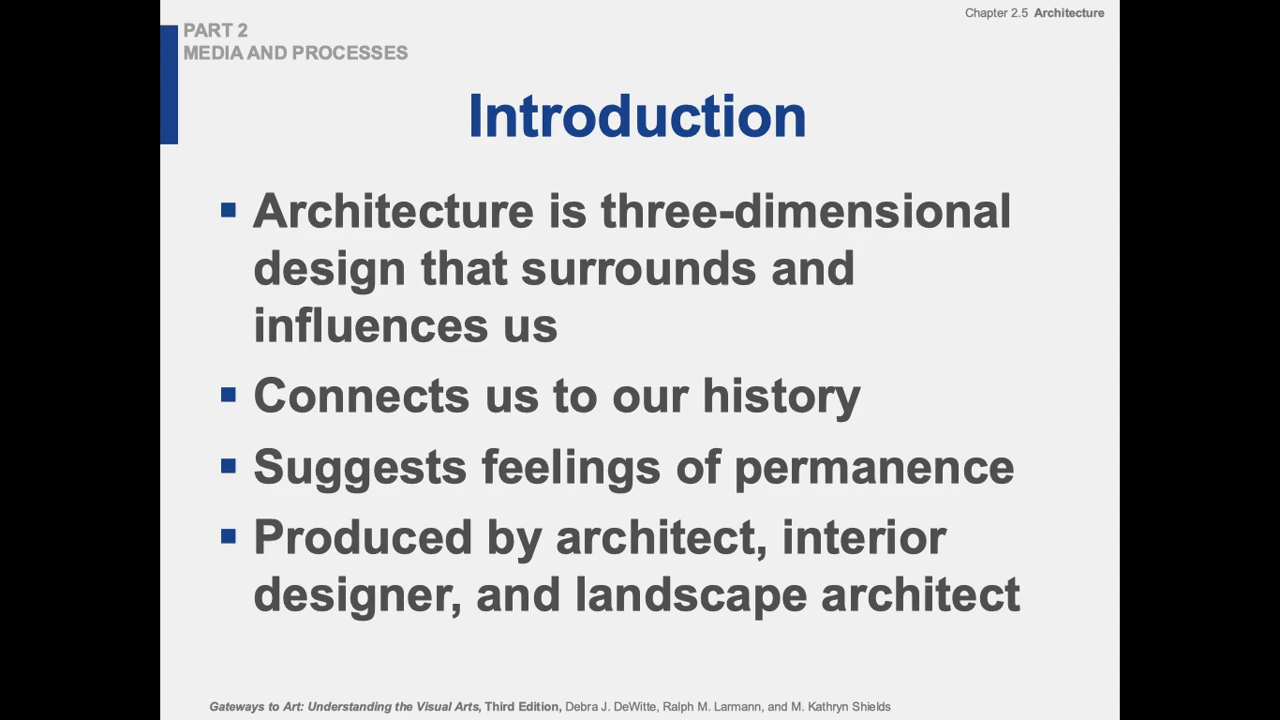 Chapter 2.5 Architecture
PART 2
MEDIA AND PROCESSES
Introduction
Architecture is three-dimensional
design that surrounds and
influences us
Connects us to our history
Suggests feelings of permanence
Produced by architect, interior
designer, and landscape architect
Gateways to Art: Understanding the Visual Arts, Third Edition, Debra J. DeWitte, Ralph M. Larmann, and M. Kathryn Shields